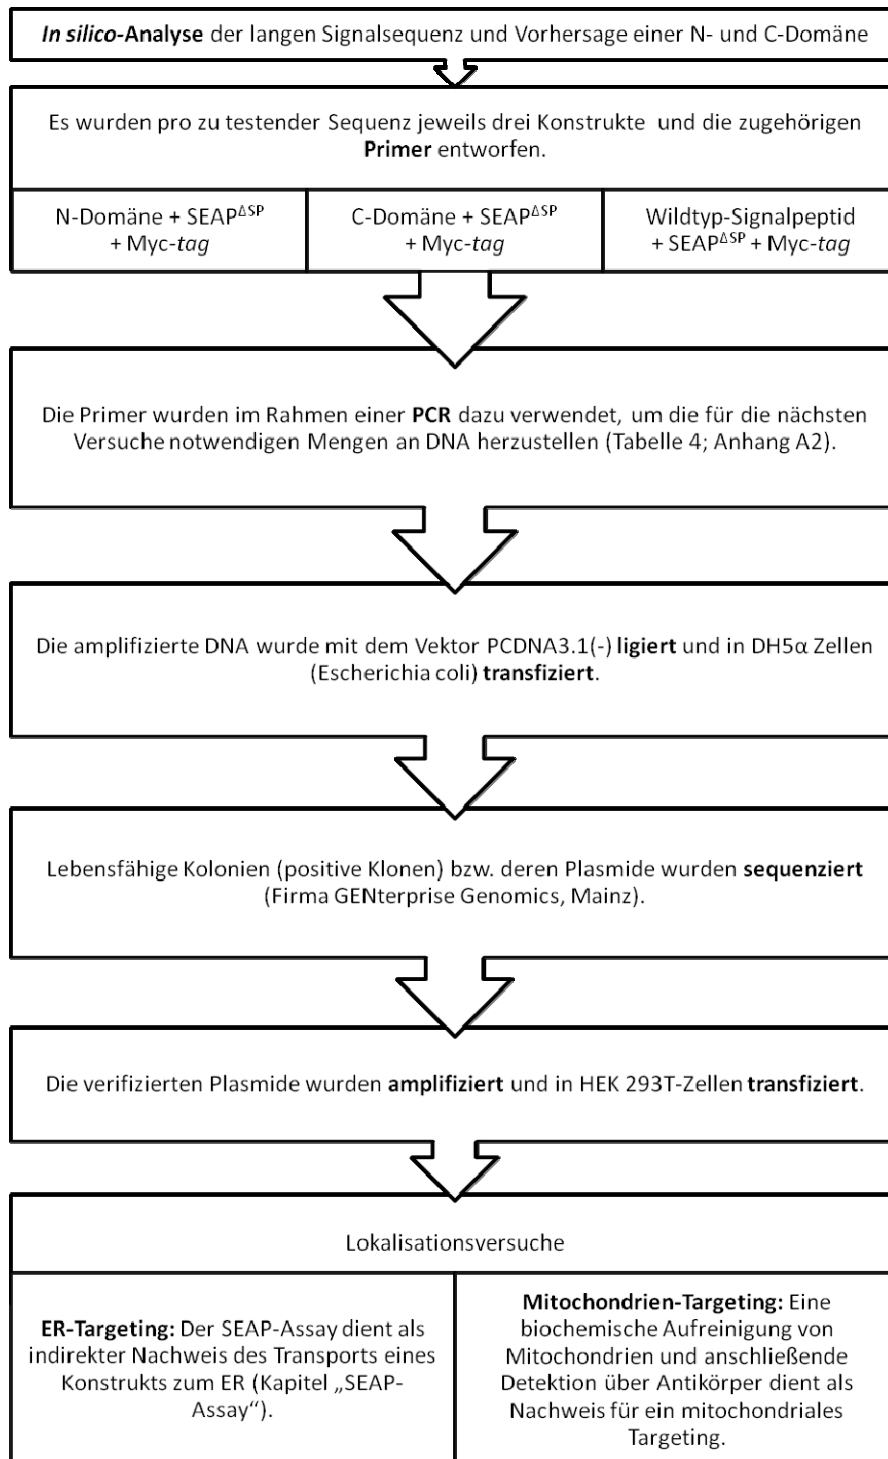 In silico-Analyse der langen Signalsequenz und Vorhersage einer N- und C-Domäne
Es wurden pro zu testender Sequenz jeweils drei Konstrukte und die zugehörigen
Primer entworfen.
N-Domäne + SEAP^ΔSP
+ Myc-tag
C-Domäne + SEAP^ΔSP
+ Myc-tag
Wildtyp-Signalpeptid
+ SEAP^ΔSP + Myc-tag
Die Primer wurden im Rahmen einer PCR dazu verwendet, um die für die nächsten
Versuche notwendigen Mengen an DNA herzustellen (Tabelle 4; Anhang A2).
Die amplifizierte DNA wurde mit dem Vektor PCDNA3.1(-) ligiert und in DH5α Zellen
(Escherichia coli) transfiziert.
Lebensfähige Kolonien (positive Klonen) bzw. deren Plasmide wurden sequenziert
(Firma GENterprise Genomics, Mainz).
Die verifizierten Plasmide wurden amplifiziert und in HEK 293T-Zellen transfiziert.
Lokalisationsversuche
ER-Targeting: Der SEAP-Assay dient als
indirekter Nachweis des Transports eines
Konstrukts zum ER (Kapitel „SEAP-
Assay“).
Mitochondrien-Targeting: Eine
biochemische Aufreinigung von
Mitochondrien und anschließende
Detektion über Antikörper dient als
Nachweis für ein mitochondriales
Targeting.